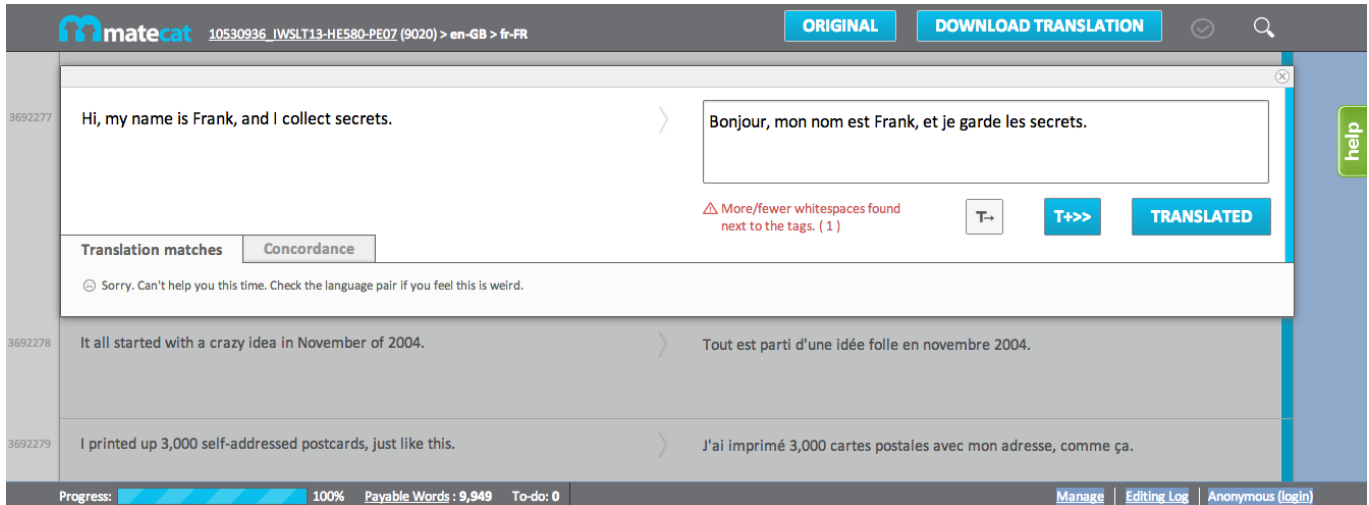 matecat 10530936_IWSLT13-HE580-PE07 (9020) > en-GB > fr-FR ORIGINAL DOWNLOAD TRANSLATION
3692277 Hi, my name is Frank, and I collect secrets. Bonjour, mon nom est Frank, et je garde les secrets.
help
More/fewer whitespaces found
next to the tags. ( 1 )
T→ T+>> TRANSLATED
Translation matches Concordance
Sorry. Can't help you this time. Check the language pair if you feel this is weird.
3692278 It all started with a crazy idea in November of 2004. Tout est parti d'une idée folle en novembre 2004.
3692279 I printed up 3,000 self-addressed postcards, just like this. J'ai imprimé 3,000 cartes postales avec mon adresse, comme ça.
Progress: 100% Payable Words : 9,949 To-do: 0 Manage Editing Log Anonymous (login)